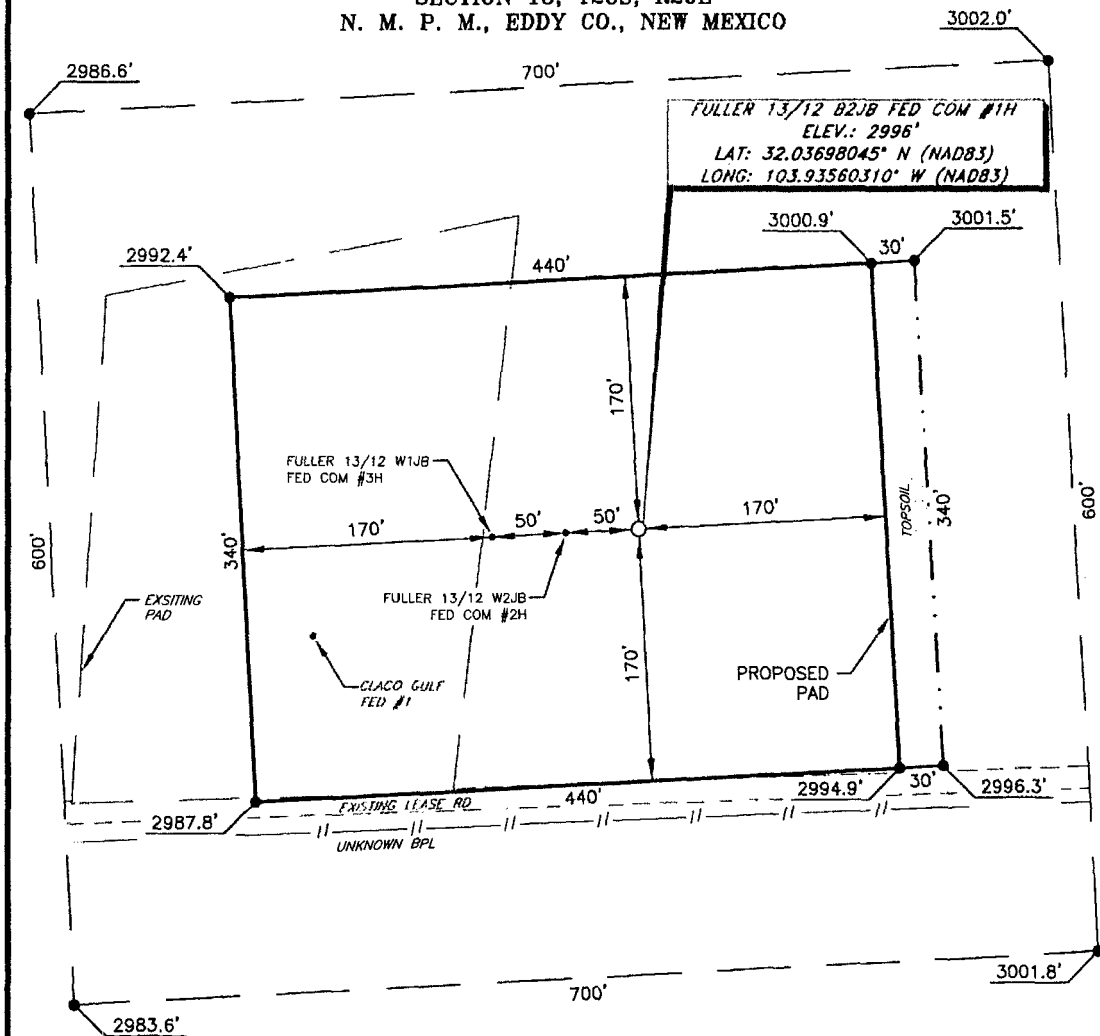 N. M. P. M., EDDY CO., NEW MEXICO
3002.0'
2986.6'
700'
FULLER 13/12 B2JB FED COM #1H
ELEV.: 2996'
LAT: 32.03698045° N (NAD83)
LONG: 103.93560310° W (NAD83)
3000.9'
30'
3001.5'
2992.4'
440'
170'
FULLER 13/12 W1JB
FED COM #3H
170'
50'
50'
170'
TOPSOIL
340'
340'
600'
600'
EXSITING
PAD
FULLER 13/12 W2JB
FED COM #2H
CLACO GULF
FED #1
170'
PROPOSED
PAD
EXISTING LEASE RD
440'
2994.9'
30'
2996.3'
2987.8'
UNKNOWN BPL
3001.8'
700'
2983.6'